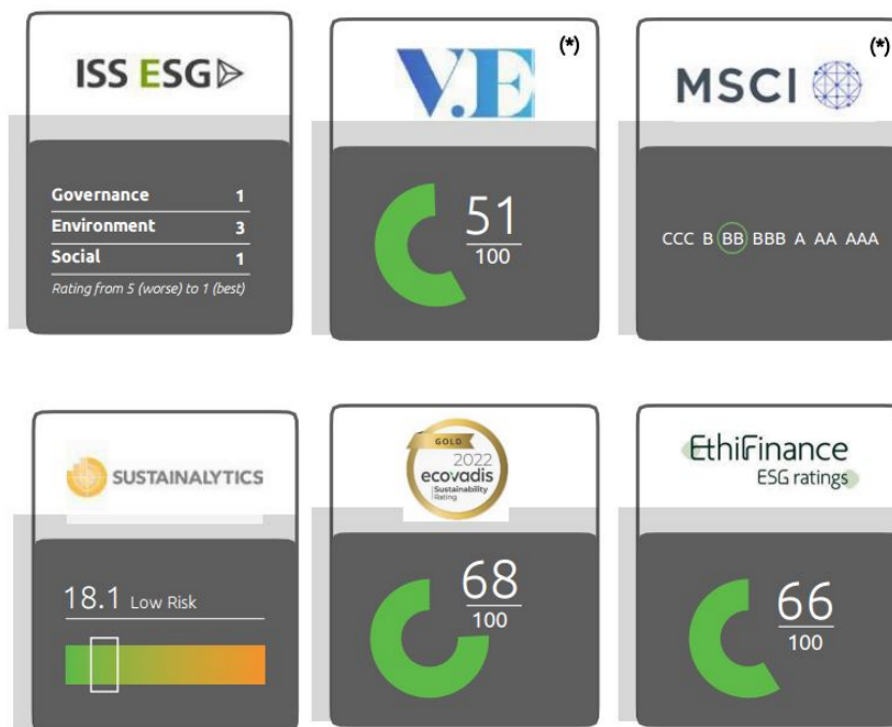 ISS ESG
Governance 1
Environment 3
Social 1
Rating from 5 (worse) to 1 (best)
(*)
V.E
51
100
(*)
MSCI
CCC B BB BBB A AA AAA
SUSTAINALYTICS
18.1 Low Risk
GOLD
2022
ecovadis
Sustainability
Rating
68
100
EthiFinance
ESG ratings
66
100